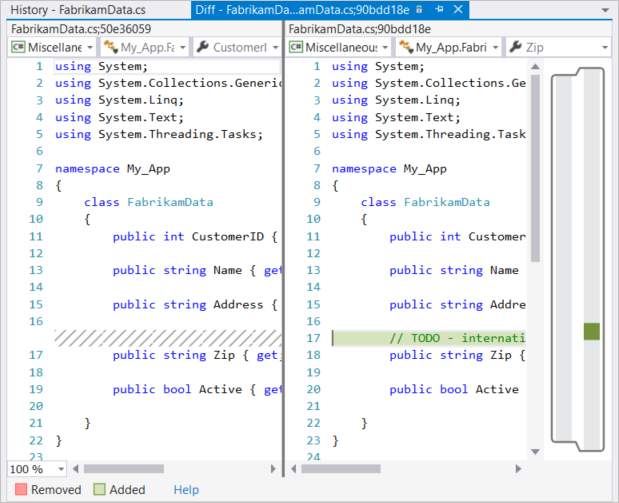 History - FabrikamData.cs
Diff - FabrikamDa...amData.cs;90bdd18e
FabrikamData.cs;50e36059
C# Miscellane
My_App.Fa
CustomerI
1 using System;
2 using System.Collections.Generic
3 using System.Linq;
4 using System.Text;
5 using System.Threading.Tasks;
6
7 namespace My_App
8 {
9 class FabrikamData
10 {
11 public int CustomerID {
12
13 public string Name { get
14
15 public string Address {
16
17 public string Zip { get;
18
19 public bool Active { get
20
21 }
22 }
23
100 %
FabrikamData.cs;90bdd18e
C# Miscellaneous
My_App.Fabri
Zip
1 using System;
2 using System.Collections.Ge
3 using System.Linq;
4 using System.Text;
5 using System.Threading.Task
6
7 namespace My_App
8 {
9 class FabrikamData
10 {
11 public int Customer
12
13 public string Name
14
15 public string Addre
16
17 // TODO - internati
18 public string Zip {
19
20 public bool Active
21
22 }
23 }
24
Removed
Added
Help